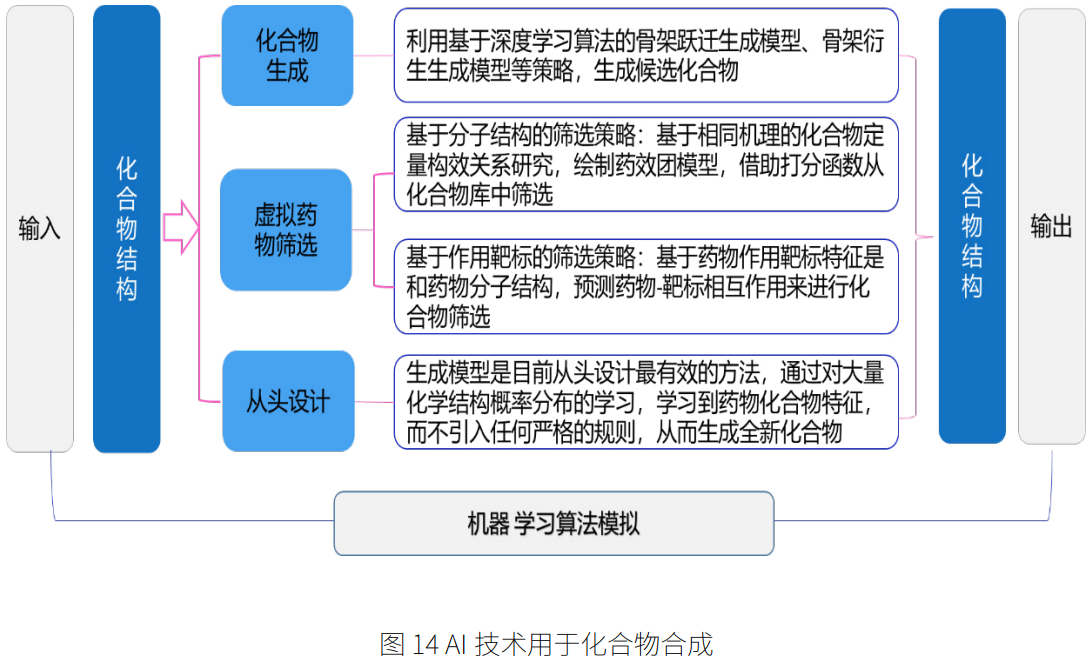 输入
化合物结构
化合物
生成
利用基于深度学习算法的骨架跃迁生成模型、骨架衍
生生成模型等策略，生成候选化合物
虚拟药
物筛选
基于分子结构的筛选策略：基于相同机理的化合物定
量构效关系研究，绘制药效团模型，借助打分函数从
化合物库中筛选
基于作用靶标的筛选策略：基于药物作用靶标特征是
和药物分子结构，预测药物-靶标相互作用来进行化
合物筛选
从头设计
生成模型是目前从头设计最有效的方法，通过对大量
化学结构概率分布的学习，学习到药物化合物特征，
而不引入任何严格的规则，从而生成全新化合物
化合物结构
输出
机器 学习算法模拟
图 14 AI 技术用于化合物合成